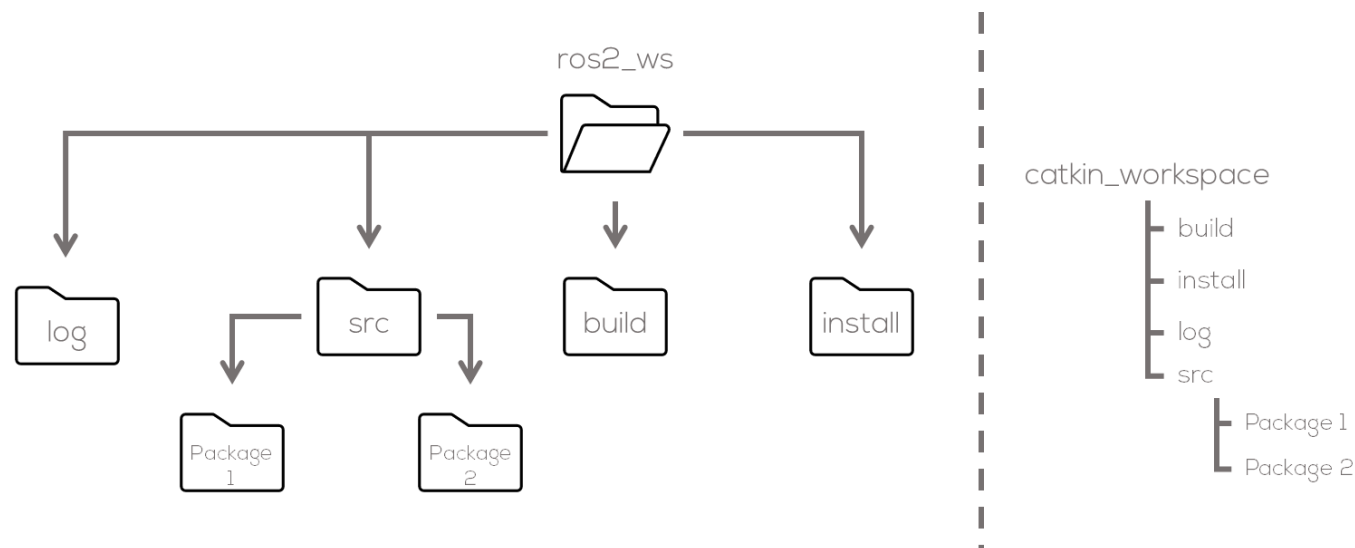 ros2_ws
log
src
build
install
Package
1
Package
2
catkin_workspace
build
install
log
src
Package 1
Package 2